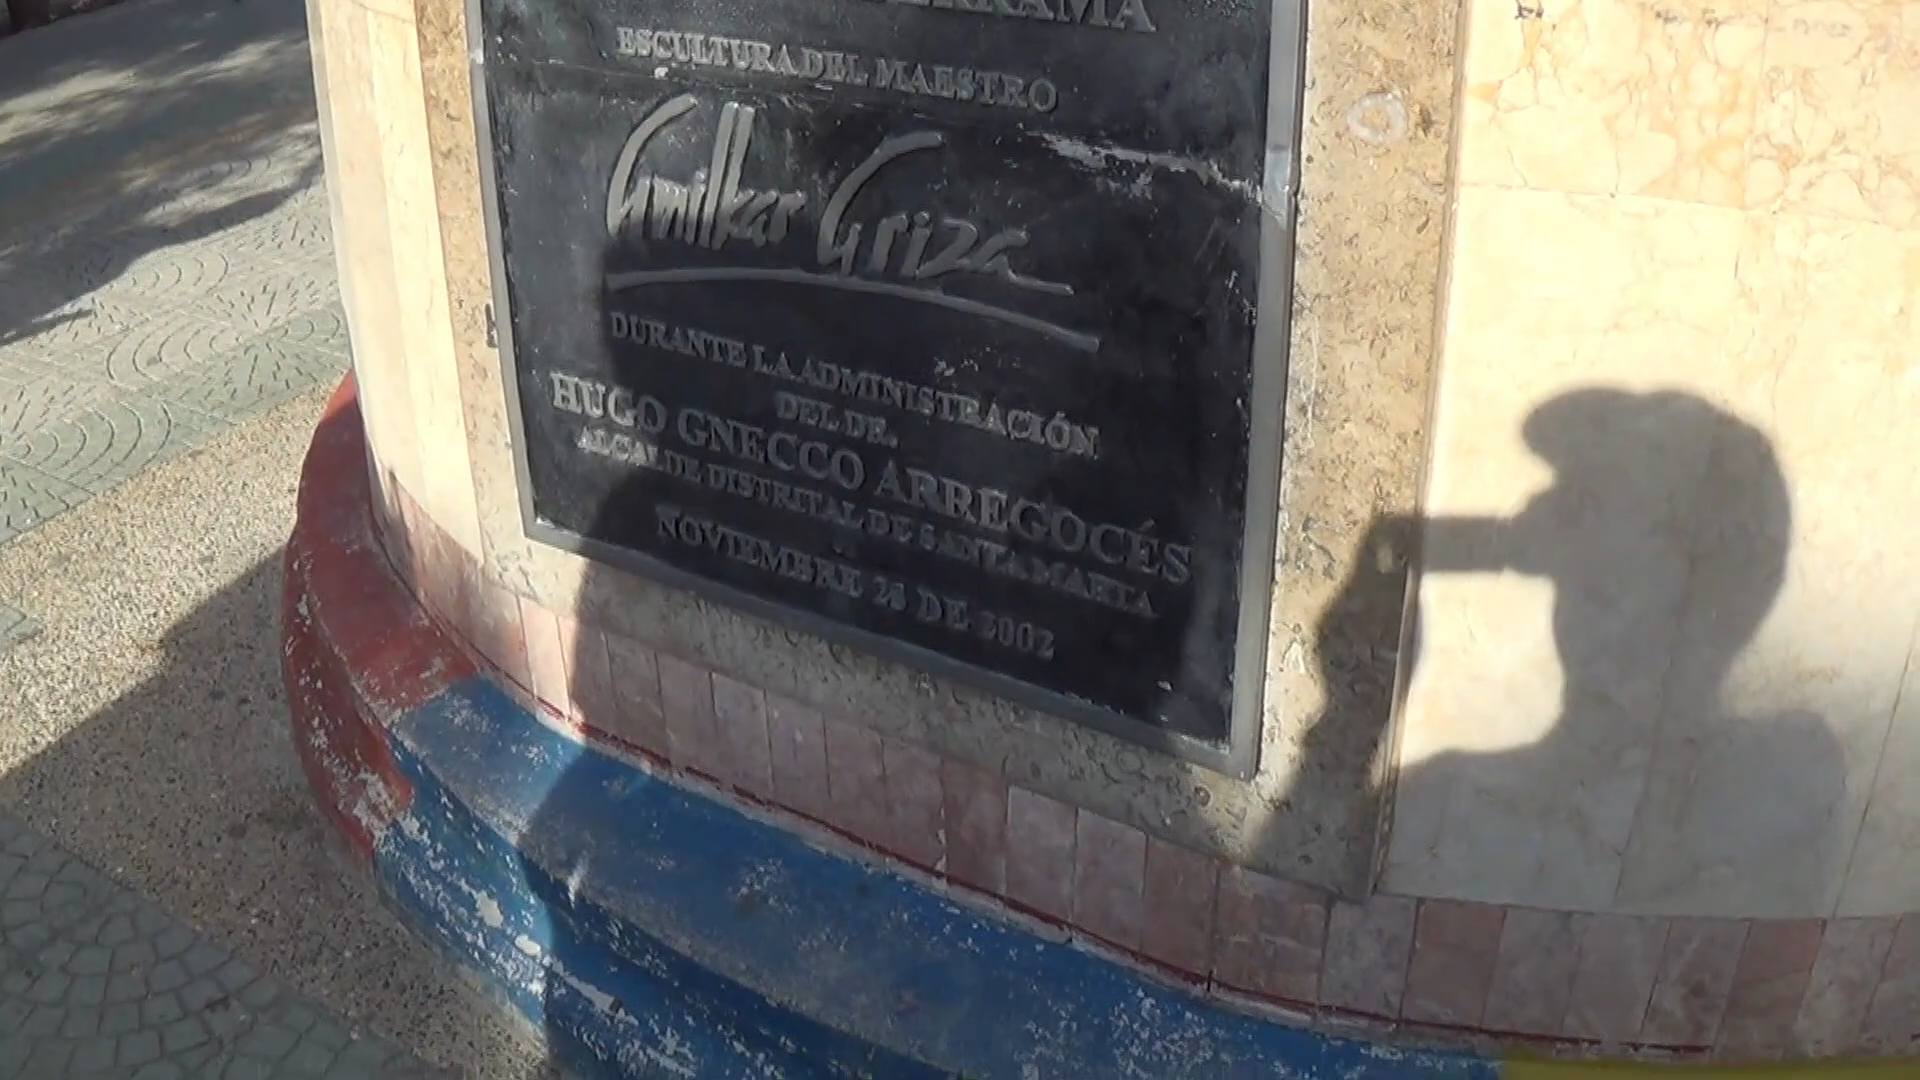 ESCULTURA DEL MAESTRO
Amilkar Ariza
DURANTE LA ADMINISTRACIÓN
DEL DR.
HUGO GNECCO ARREGOCÉS
ALCALDE DISTRITAL DE SANTA MARTA
NOVIEMBRE 28 DE 2002